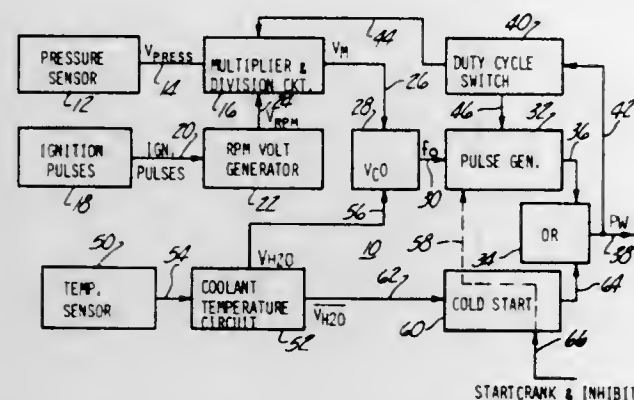 44
40
PRESSURE SENSOR
VPRESS
MULTIPLIER & DIVISION CKT.
VM
DUTY CYCLE SWITCH
12
14
16
24
26
46
32
42
VRPM
28
36
IGNITION PULSES
20
IGN. PULSES
RPM VOLT GENERATOR
VCO
fo
PULSE GEN.
18
22
30
56
PW
50
58
OR
38
VH2O
10
34
54
62
TEMP. SENSOR
COOLANT TEMPERATURE CIRCUIT
VH2O
COLD START
64
52
60
66
STARTCRANK & INHIBIT